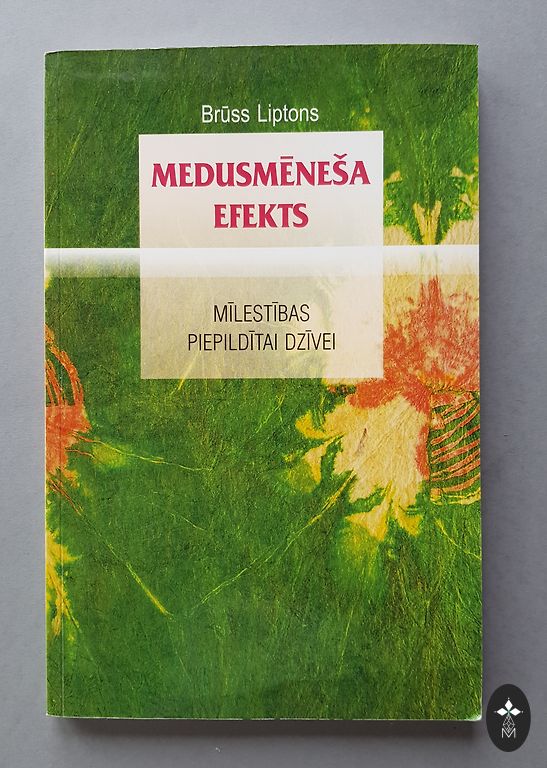 Brūss Liptons
MEDUSMĒNEŠA
EFEKTS
MĪLESTĪBAS
PIEPILDĪTAI DZĪVEI
M